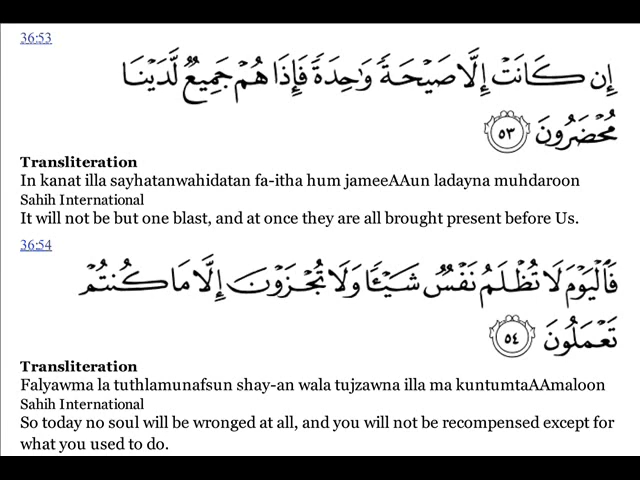 36:53
إِن كَانَتْ إِلَّا صَيْحَةً وَٰحِدَةً فَإِذَا هُمْ جَمِيعٌ لَّدَيْنَا
مُحْضَرُونَ ٥٣
Transliteration
In kanat illa sayhatanwahidatan fa-itha hum jameeAAun ladayna muhdaroon
Sahih International
It will not be but one blast, and at once they are all brought present before Us.
36:54
فَٱلْيَوْمَ لَا تُظْلَمُ نَفْسٌ شَيْـًٔا وَلَا تُجْزَوْنَ إِلَّا مَا كُنتُمْ
تَعْمَلُونَ ٥٤
Transliteration
Falyawma la tuthlamunafsun shay-an wala tujzawna illa ma kuntumtaAAmaloon
Sahih International
So today no soul will be wronged at all, and you will not be recompensed except for
what you used to do.